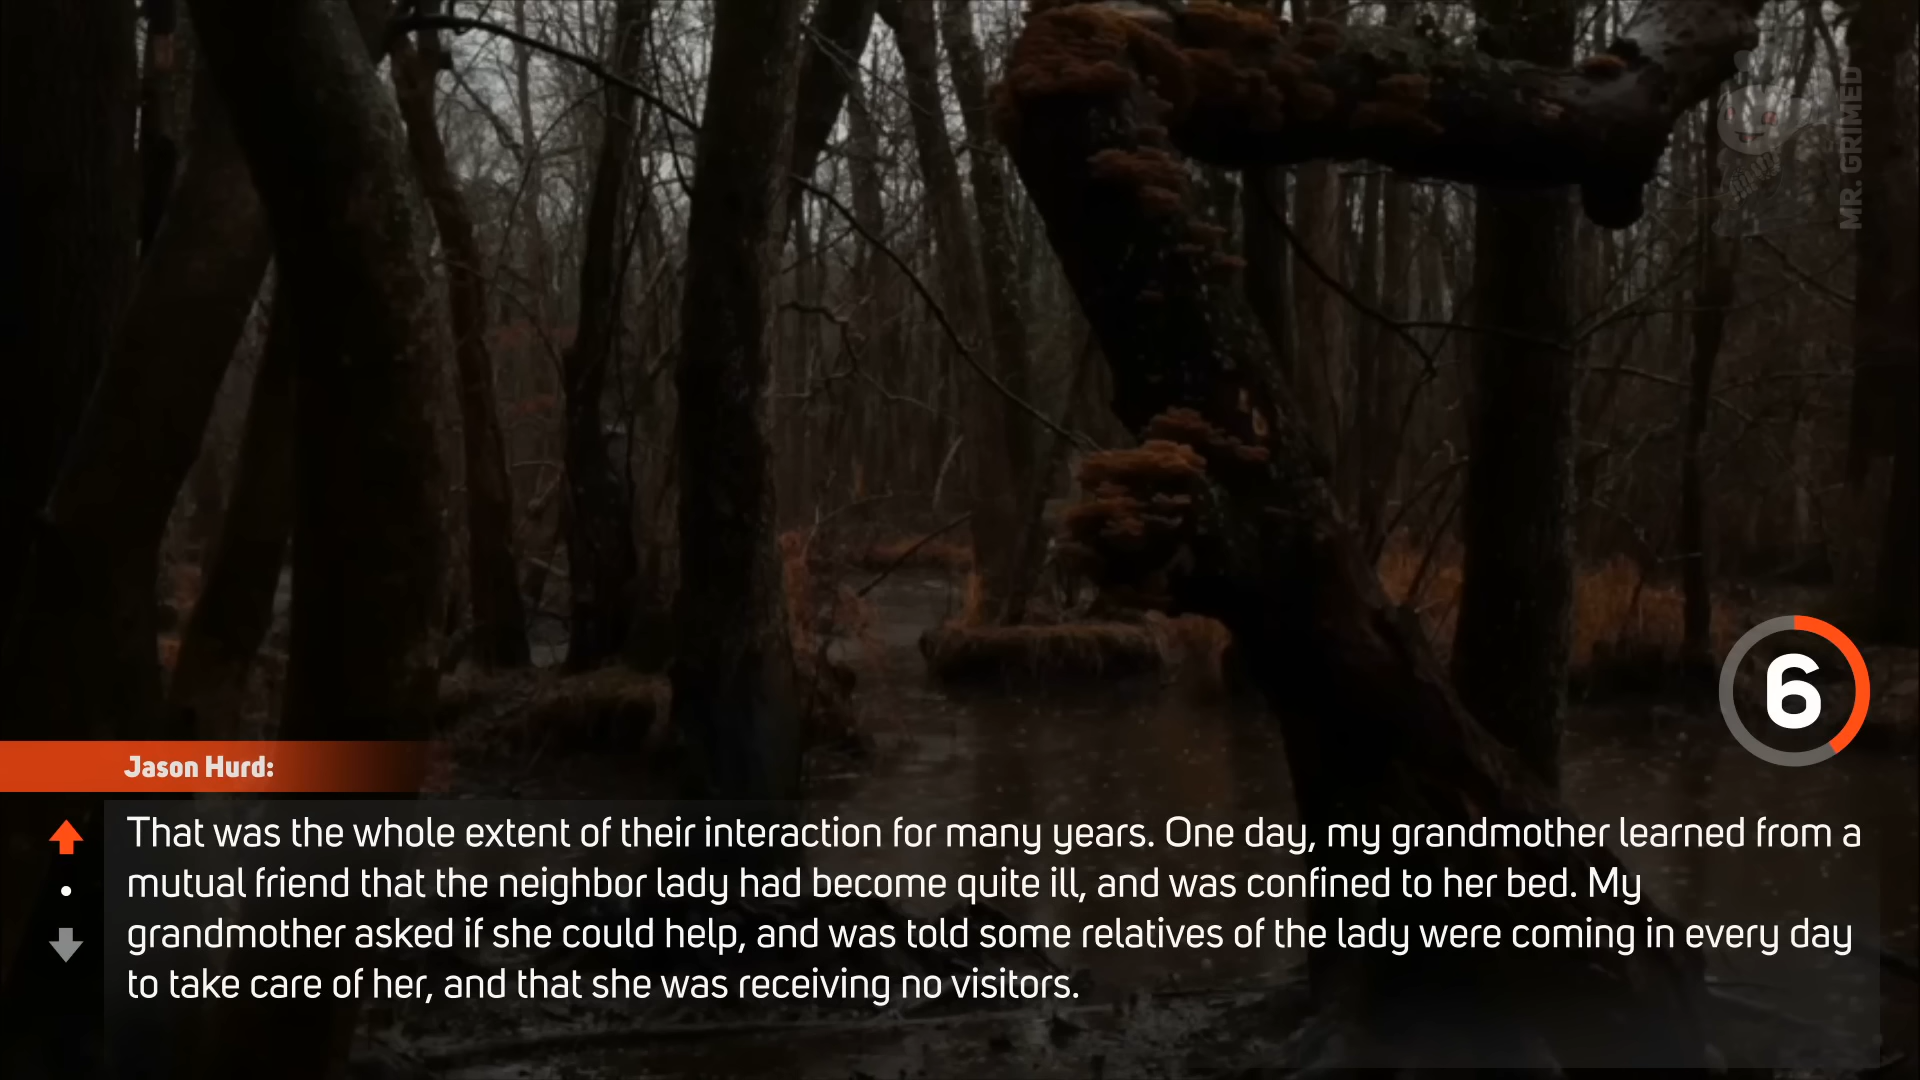 MR. GRIMED
6
Jason Hurd:
That was the whole extent of their interaction for many years. One day, my grandmother learned from a
mutual friend that the neighbor lady had become quite ill, and was confined to her bed. My
grandmother asked if she could help, and was told some relatives of the lady were coming in every day
to take care of her, and that she was receiving no visitors.